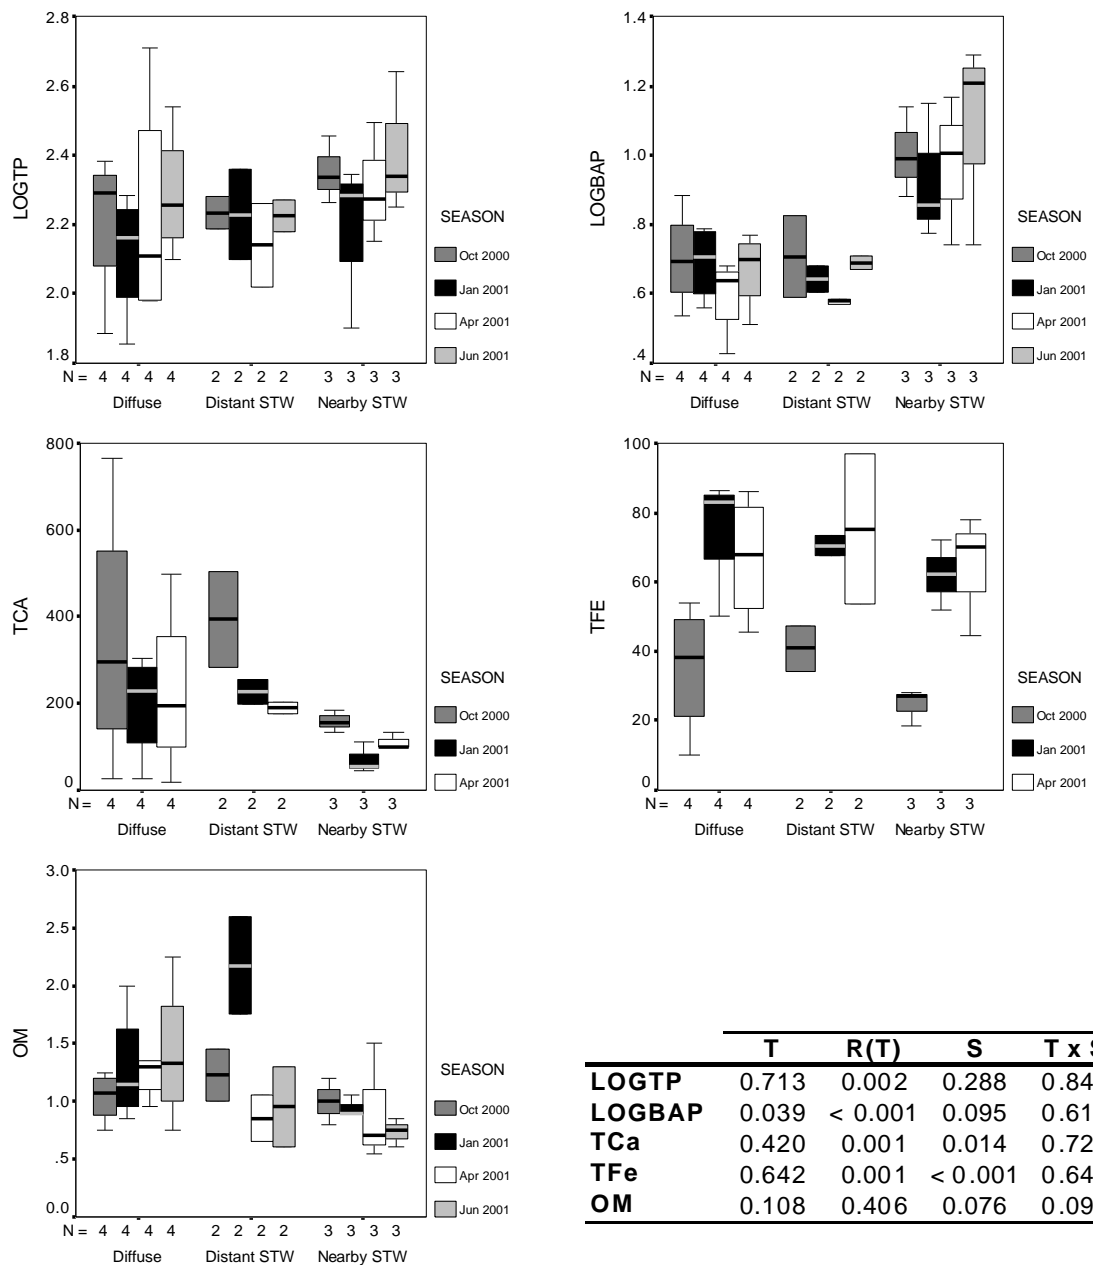 2.8
2.6
2.4
2.2
2.0
1.8
LOGTP
N = 4 4 4 4 2 2 2 2 3 3 3 3
Diffuse Distant STW Nearby STW
SEASON
Oct 2000
Jan 2001
Apr 2001
Jun 2001
1.4
1.2
1.0
.8
.6
.4
LOGBAP
N = 4 4 4 4 2 2 2 2 3 3 3 3
Diffuse Distant STW Nearby STW
SEASON
Oct 2000
Jan 2001
Apr 2001
Jun 2001
800
600
400
200
0
TCA
N = 4 4 4 2 2 2 3 3 3
Diffuse Distant STW Nearby STW
SEASON
Oct 2000
Jan 2001
Apr 2001
100
80
60
40
20
0
TFE
N = 4 4 4 2 2 2 3 3 3
Diffuse Distant STW Nearby STW
SEASON
Oct 2000
Jan 2001
Apr 2001
3.0
2.5
2.0
1.5
1.0
.5
0.0
OM
N = 4 4 4 4 2 2 2 2 3 3 3 3
Diffuse Distant STW Nearby STW
SEASON
Oct 2000
Jan 2001
Apr 2001
Jun 2001
T R(T) S T x S
LOGTP 0.713 0.002 0.288 0.84
LOGBAP 0.039 < 0.001 0.095 0.61
TCa 0.420 0.001 0.014 0.72
TFe 0.642 0.001 < 0.001 0.64
OM 0.108 0.406 0.076 0.09